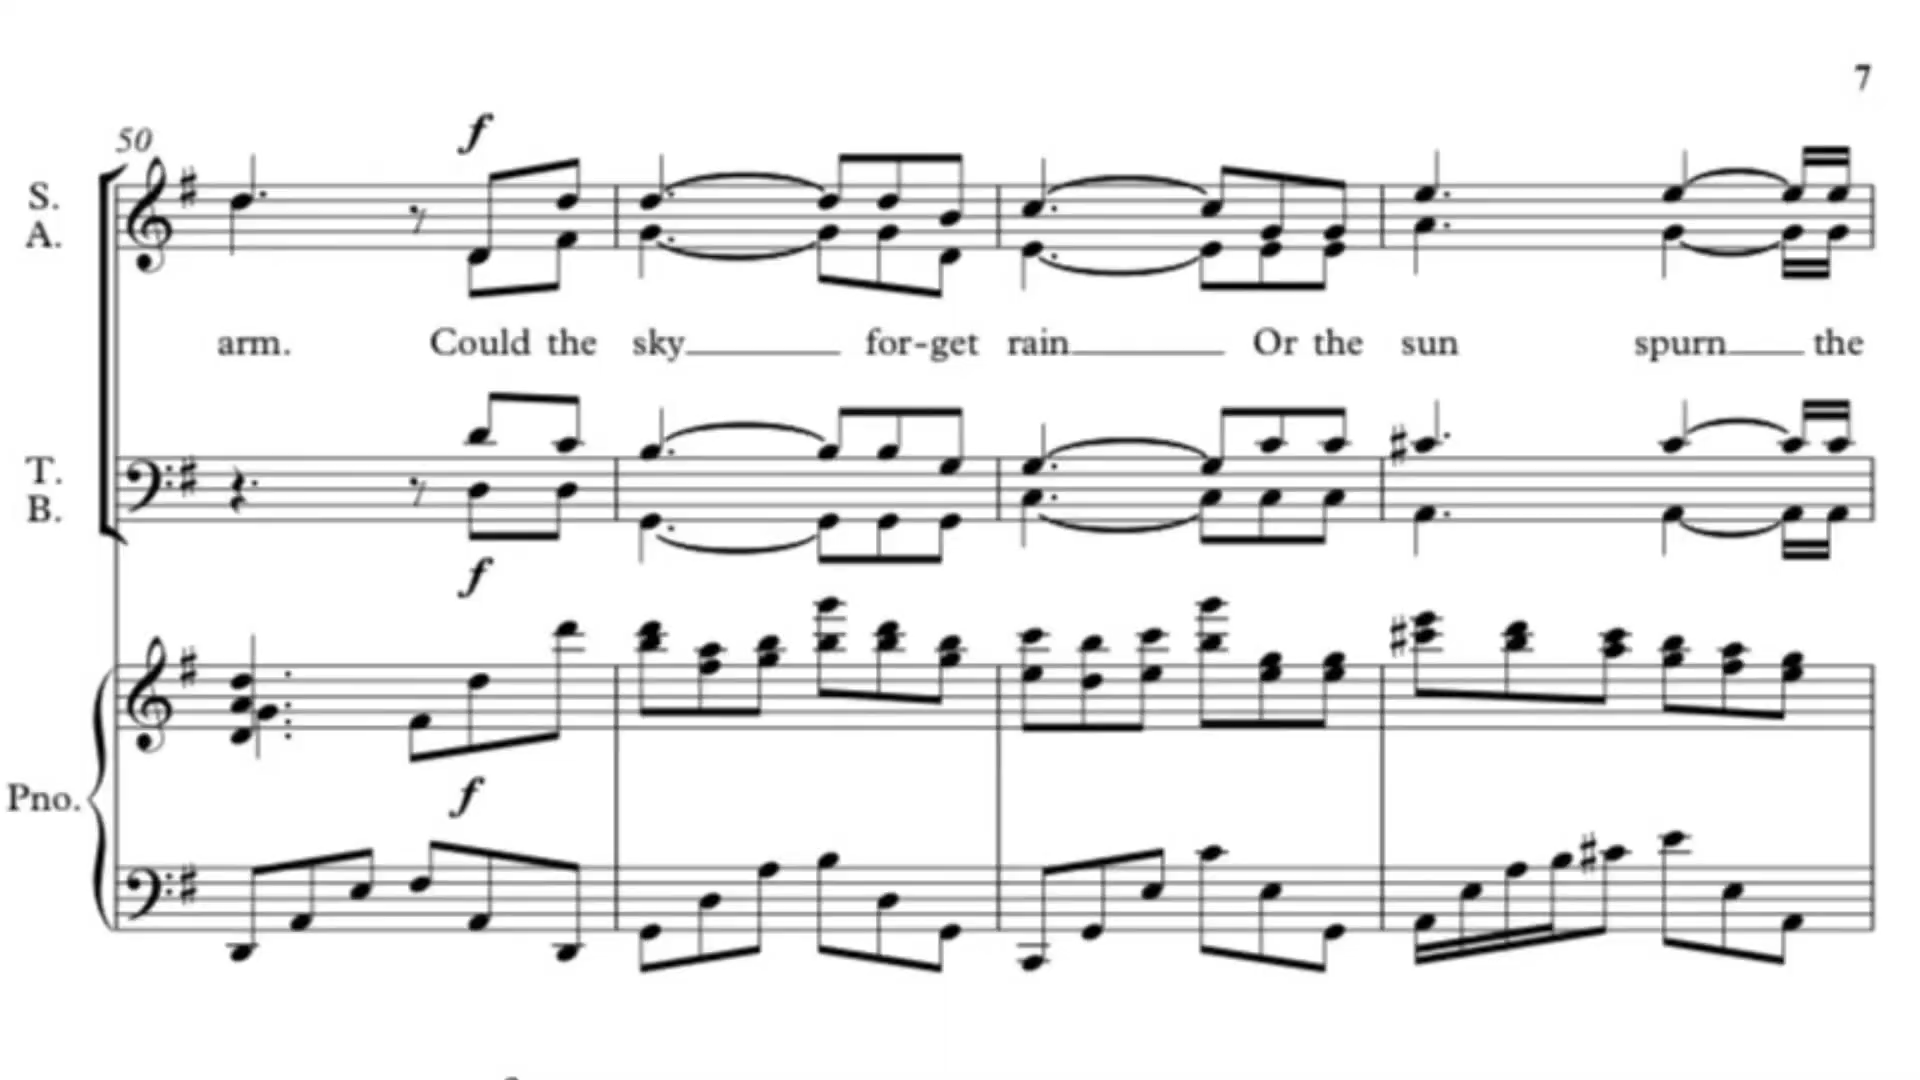 7
50
f
S.
A.
arm. Could the sky for-get rain Or the sun spurn the
T.
B.
f
Pno.
f